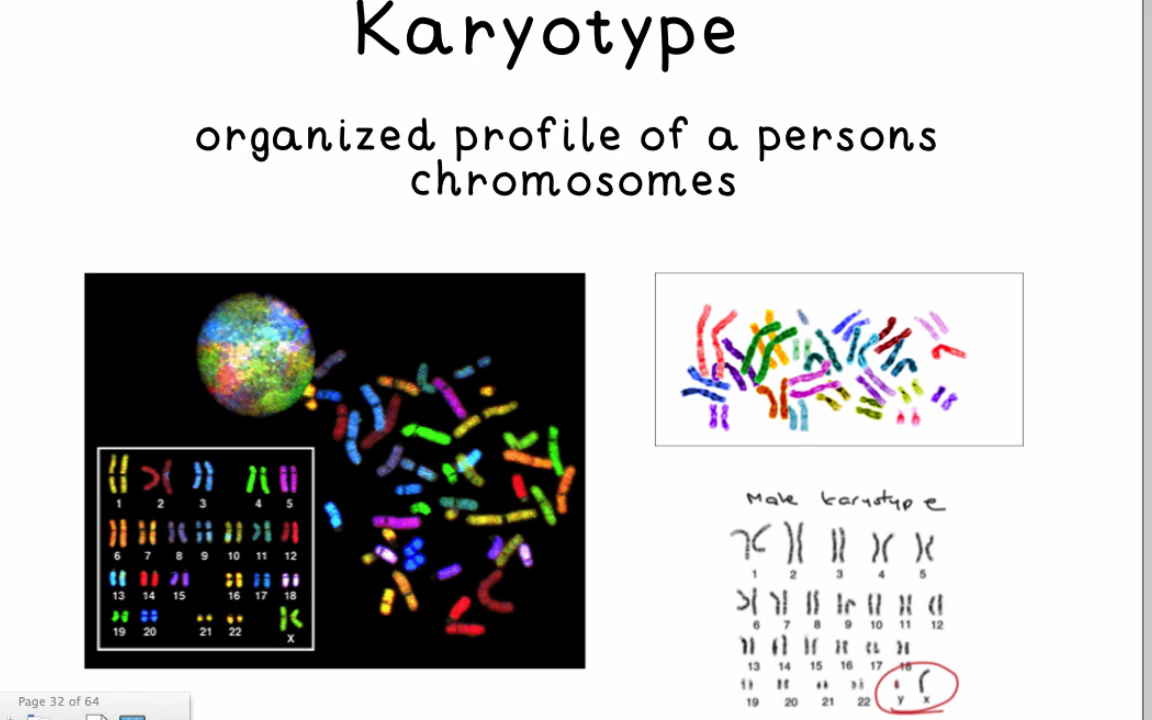 Karyotype
organized profile of a persons
chromosomes
1 2 3 4 5
6 7 8 9 10 11 12
13 14 15 16 17 18
19 20 21 22 X
Male karyotype
1 2 3 4 5
6 7 8 9 10 11 12
13 14 15 16 17 18
19 20 21 22 y x
Page 32 of 64